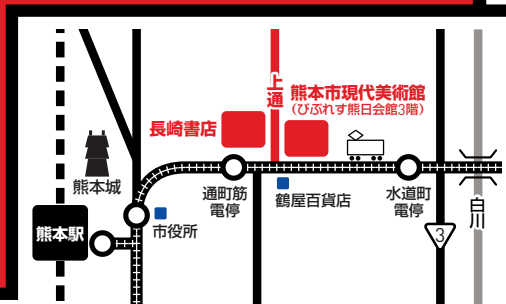 上通
熊本市現代美術館
(びぷれす熊日会館3階)
長崎書店
熊本城
通町筋
電停
鶴屋百貨店
水道町
電停
白川
市役所
熊本駅
3